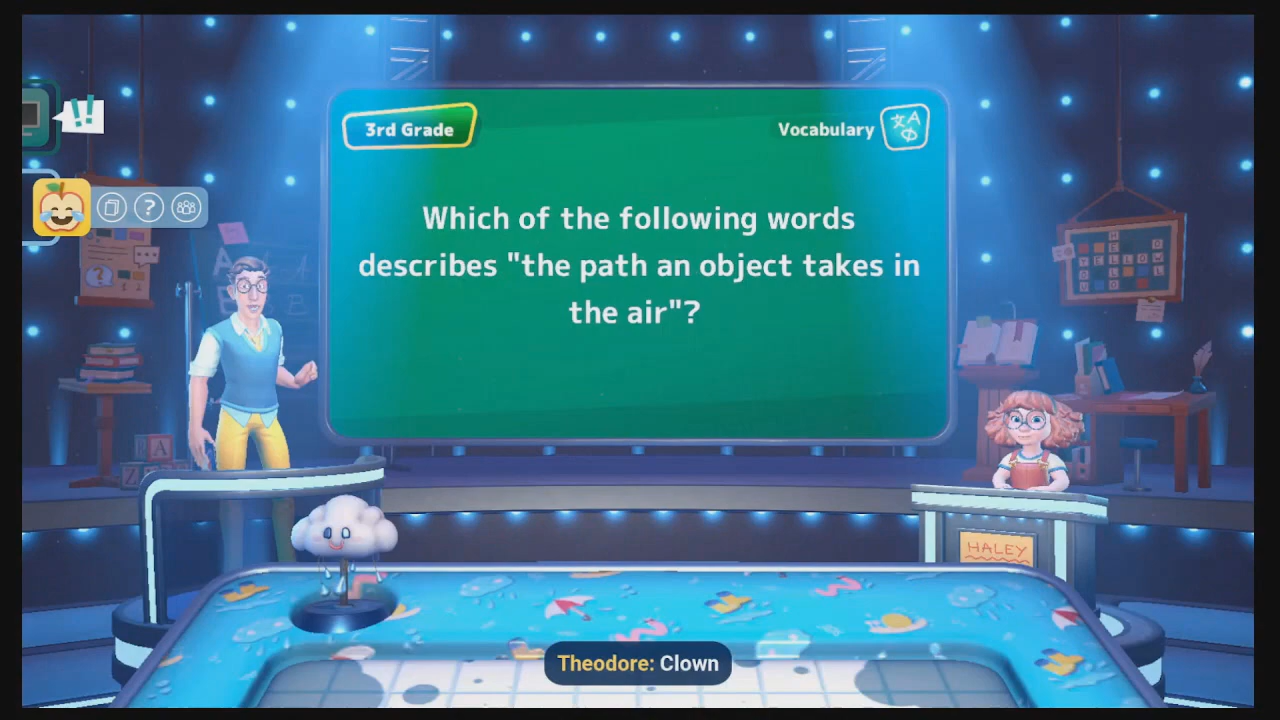 !!
3rd Grade
Vocabulary
Which of the following words
describes "the path an object takes in
the air"?
HALEY
Theodore: Clown